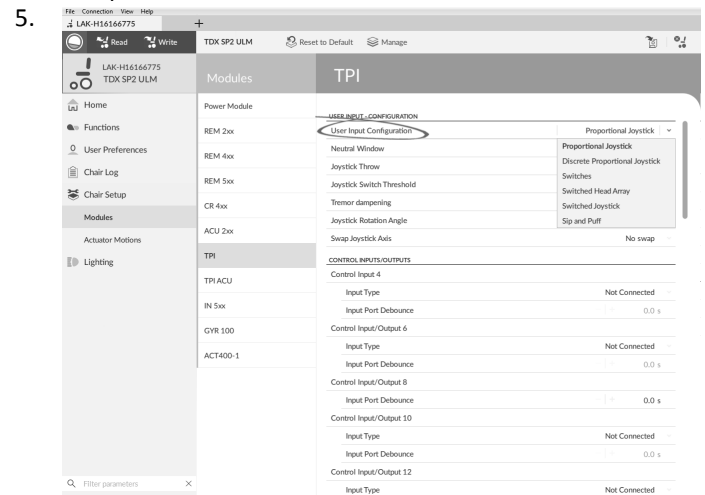 5.
File Connection View Help
LAK-H16166775 +
Read Write TDX SP2 ULM Reset to Default Manage
LAK-H16166775
TDX SP2 ULM
Home
Functions
User Preferences
Chair Log
Chair Setup
Modules
Actuator Motions
Lighting
Filter parameters
Modules
Power Module
REM 2xx
REM 4xx
REM 5xx
CR 4xx
ACU 2xx
TPI
TPI ACU
IN 5xx
GYR 100
ACT400-1
TPI
USER INPUT - CONFIGURATION
User Input Configuration Proportional Joystick
Neutral Window
Joystick Throw
Joystick Switch Threshold
Tremor dampening
Joystick Rotation Angle
Proportional Joystick
Discrete Proportional Joystick
Switches
Switched Head Array
Switched Joystick
Sip and Puff
Swap Joystick Axis No swap
CONTROL INPUTS/OUTPUTS
Control Input 4
Input Type Not Connected
Input Port Debounce - + 0.0 s
Control Input/Output 6
Input Type Not Connected
Input Port Debounce - + 0.0 s
Control Input/Output 8
Input Port Debounce - + 0.0 s
Control Input/Output 10
Input Type Not Connected
Input Port Debounce - + 0.0 s
Control Input/Output 12
Input Type Not Connected